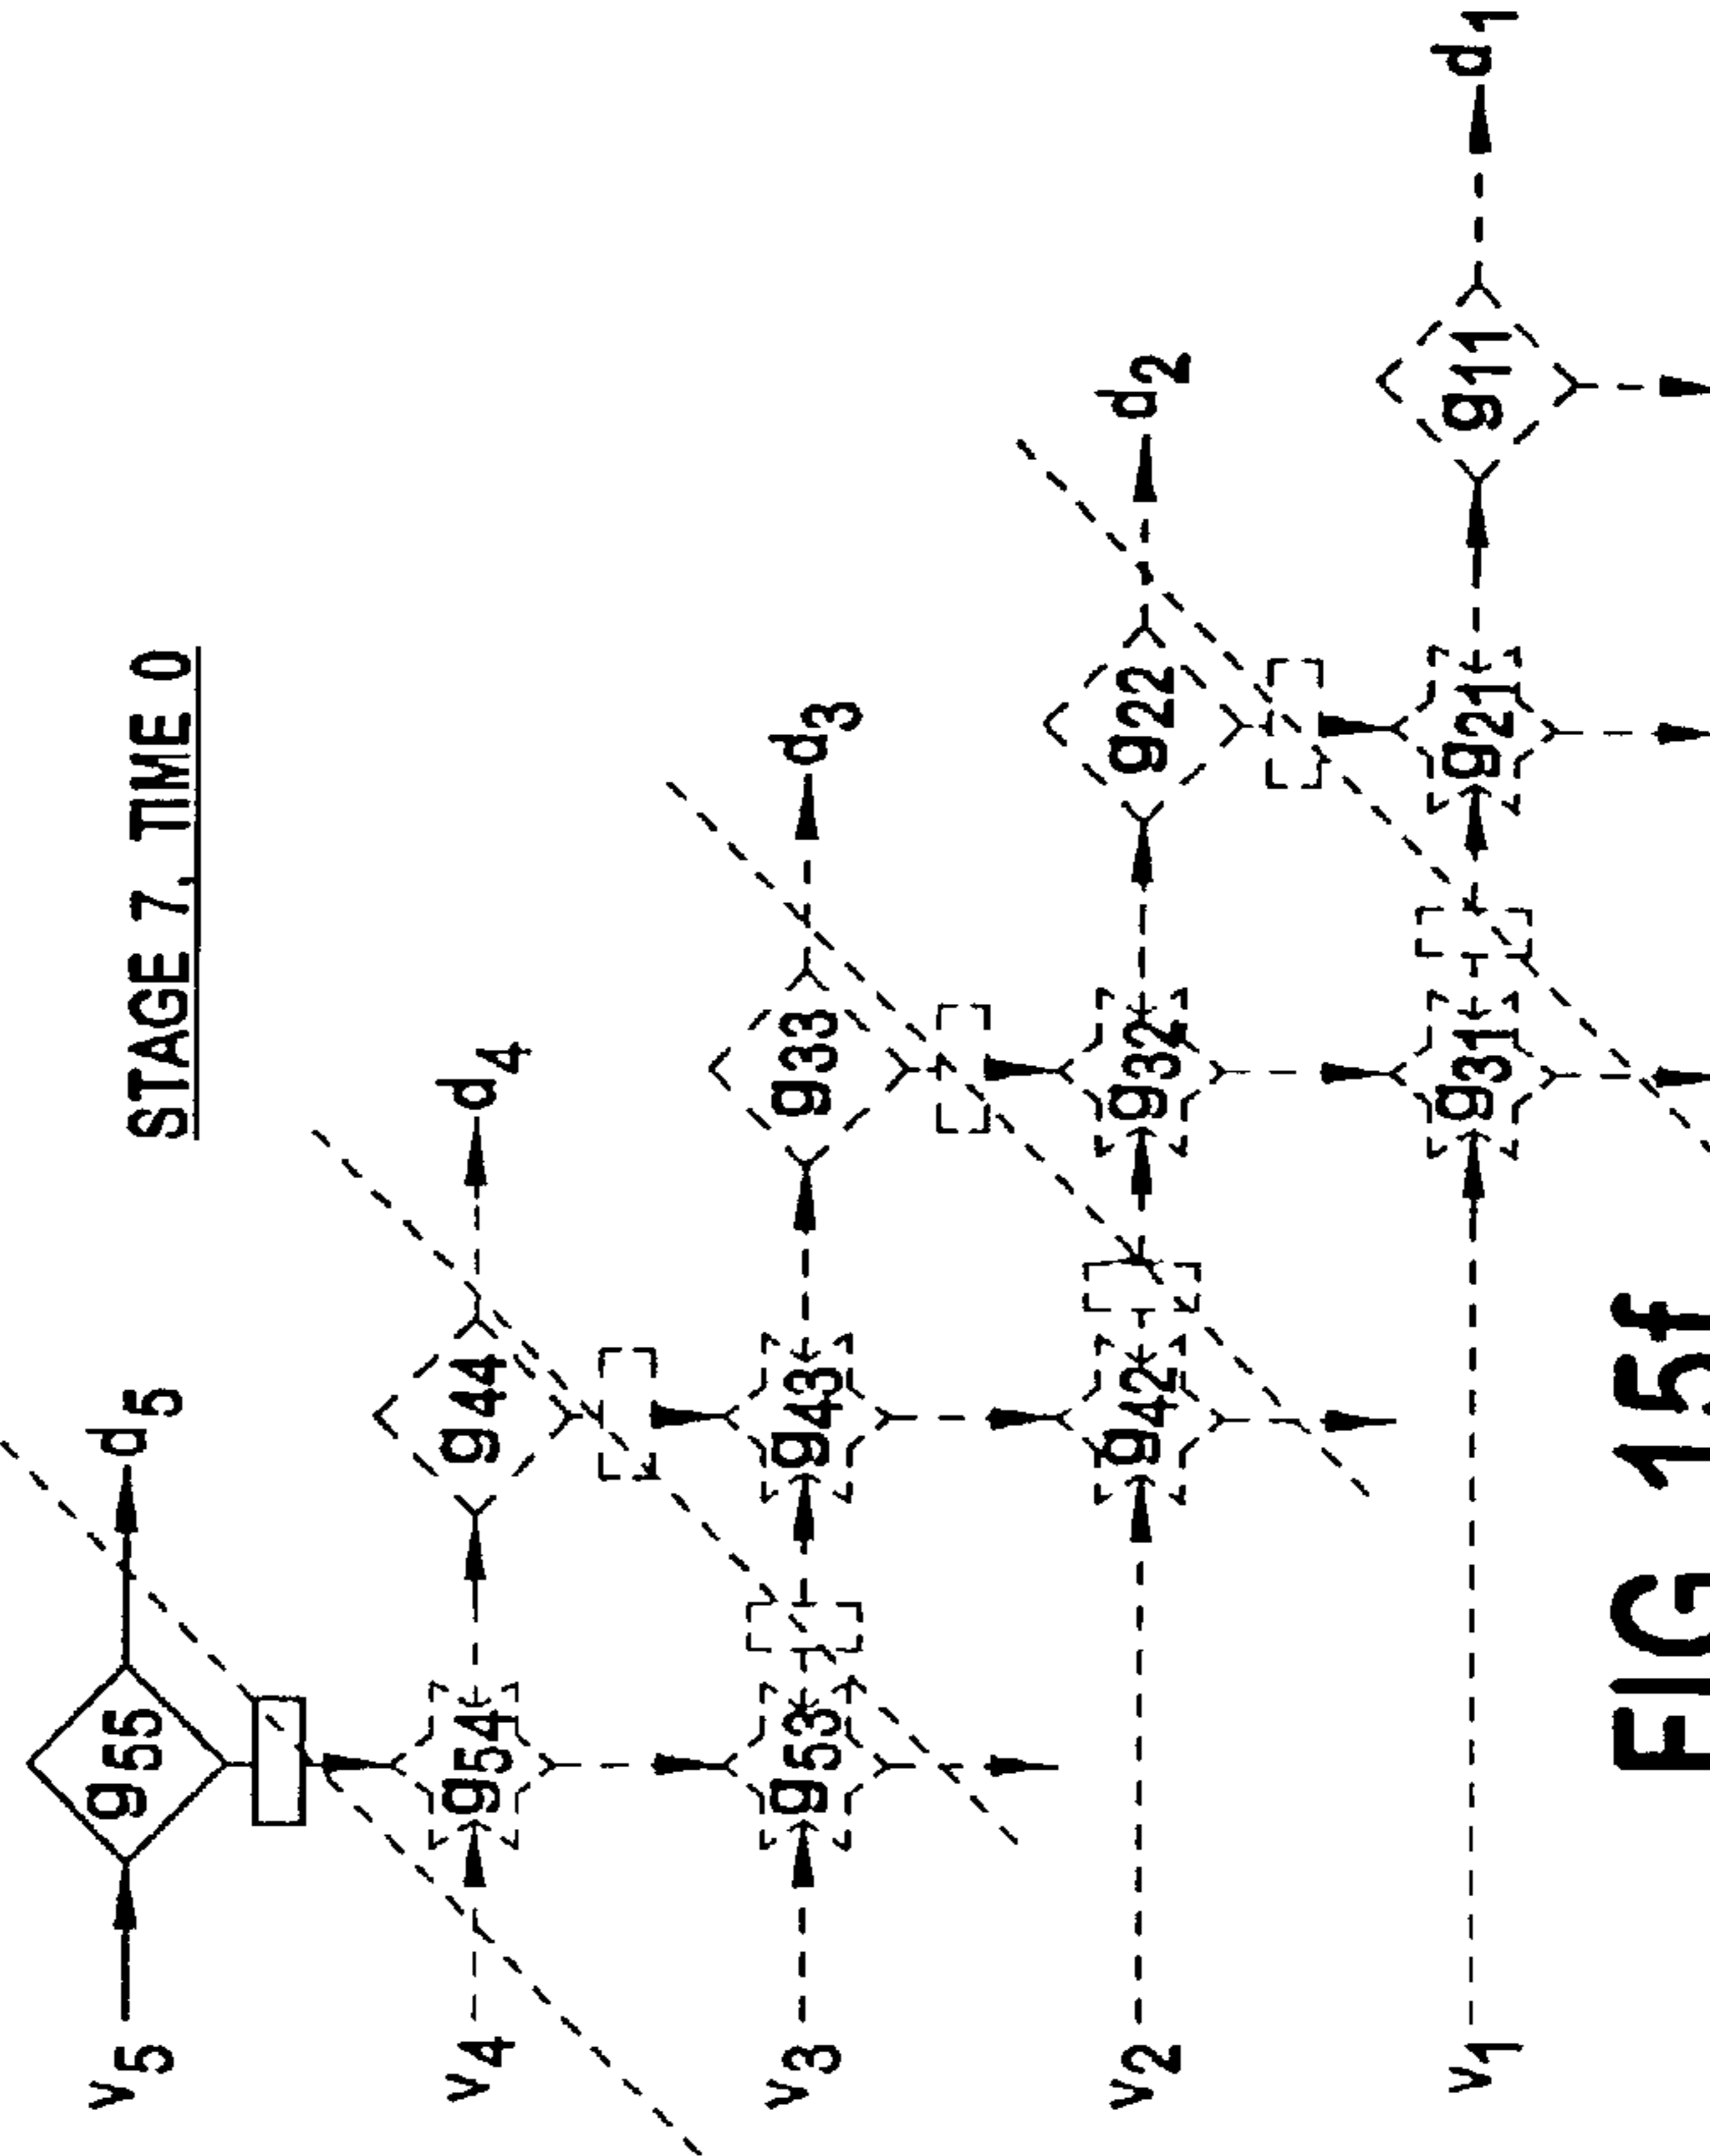 STAGE 7, TIME 0
v5 g55 d5
v4 g54 g44 d4
v3 g53 g43 g33 d3
v2 g42 g32 g22 d2
v1 g31 g21 g11 d1
FIG 15f